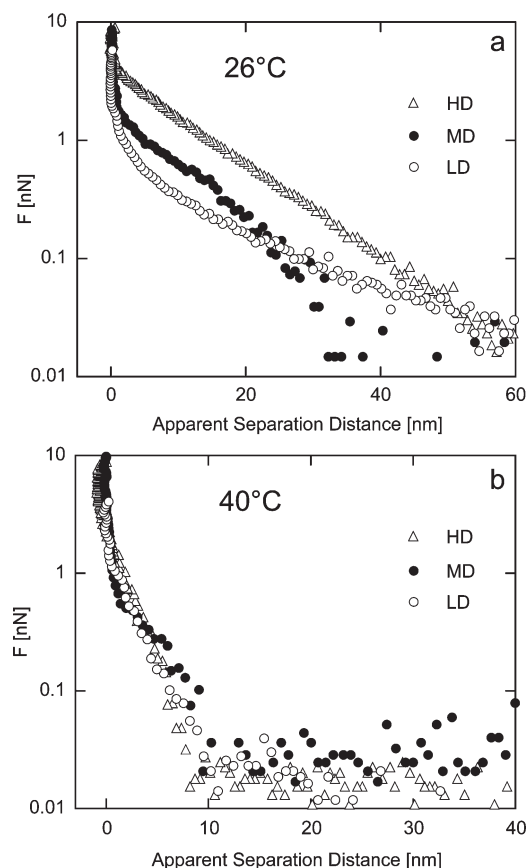 10
a
26°C
HD
MD
LD
1
F [nN]
0.1
0.01
0
20
40
60
Apparent Separation Distance [nm]
10
b
40°C
HD
MD
LD
1
F [nN]
0.1
0.01
0
10
20
30
40
Apparent Separation Distance [nm]